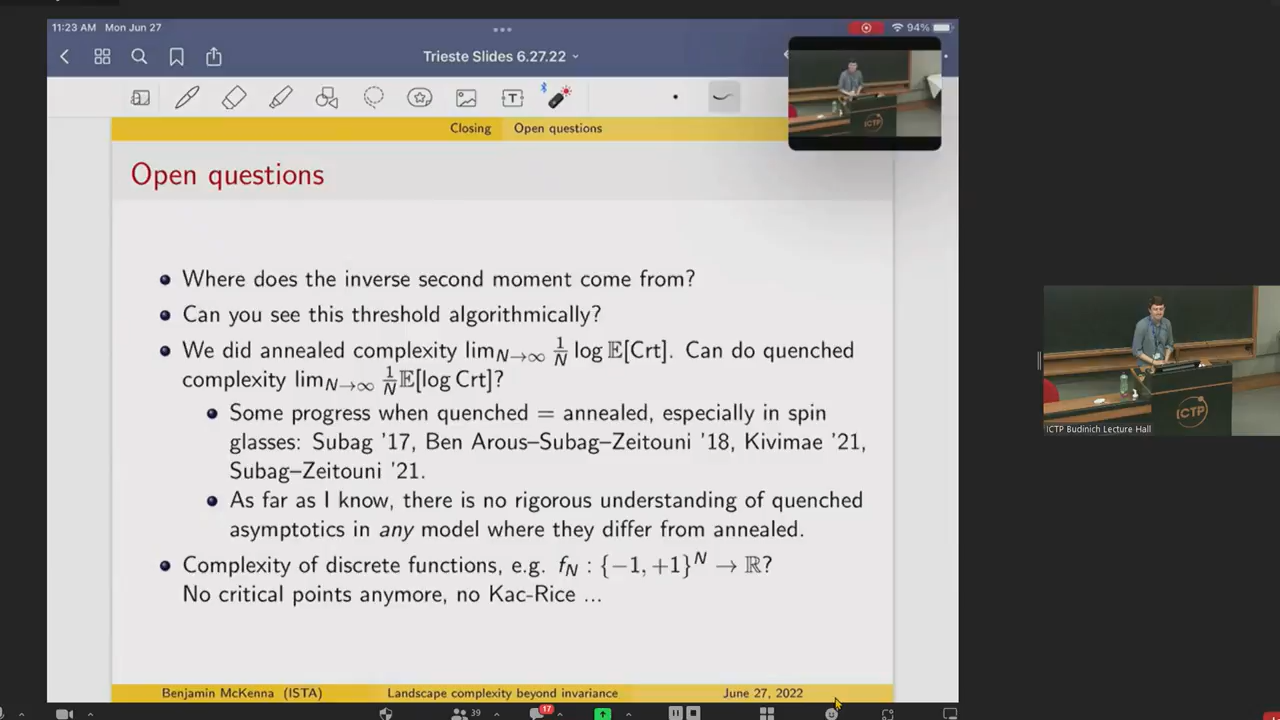 11:23 AM Mon Jun 27
94%
Trieste Slides 6.27.22
T
Closing Open questions
ICTP
Open questions
Where does the inverse second moment come from?
Can you see this threshold algorithmically?
We did annealed complexity lim_{N→∞} 1/N log 𝔼[Crt]. Can do quenched
complexity lim_{N→∞} 1/N 𝔼[log Crt]?
Some progress when quenched = annealed, especially in spin
glasses: Subag '17, Ben Arous–Subag–Zeitouni '18, Kivimae '21,
Subag–Zeitouni '21.
As far as I know, there is no rigorous understanding of quenched
asymptotics in any model where they differ from annealed.
Complexity of discrete functions, e.g. f_N : {−1, +1}^N → ℝ?
No critical points anymore, no Kac-Rice ...
Benjamin McKenna (ISTA) Landscape complexity beyond invariance June 27, 2022
ICTP
ICTP Budinich Lecture Hall
39
17